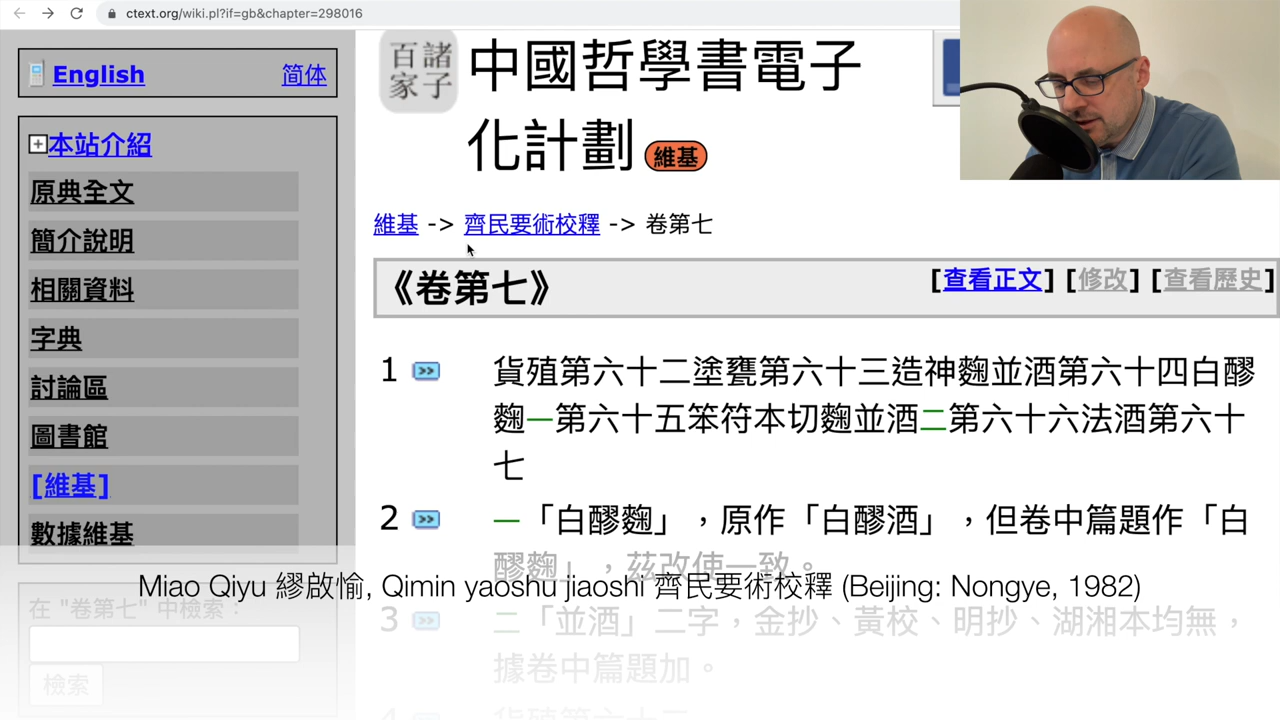 ctext.org/wiki.pl?if=gb&chapter=298016
English 简体
本站介紹
原典全文
簡介說明
相關資料
字典
討論區
圖書館
[維基]
數據維基
在 "卷第七" 中檢索：
檢索
諸子百家
中國哲學書電子
化計劃 維基
維基 -> 齊民要術校釋 -> 卷第七
《卷第七》 [查看正文] [修改] [查看歷史]
1 貨殖第六十二塗甕第六十三造神麴並酒第六十四白醪
麴一第六十五笨符本切麴並酒二第六十六法酒第六十
七
2 一「白醪麴」，原作「白醪酒」，但卷中篇題作「白
醪麴」，茲改使一致。
3 二「並酒」二字，金抄、黃校、明抄、湖湘本均無，
據卷中篇題加。
4 貨殖第六十二
Miao Qiyu 繆啟愉, Qimin yaoshu jiaoshi 齊民要術校釋 (Beijing: Nongye, 1982)